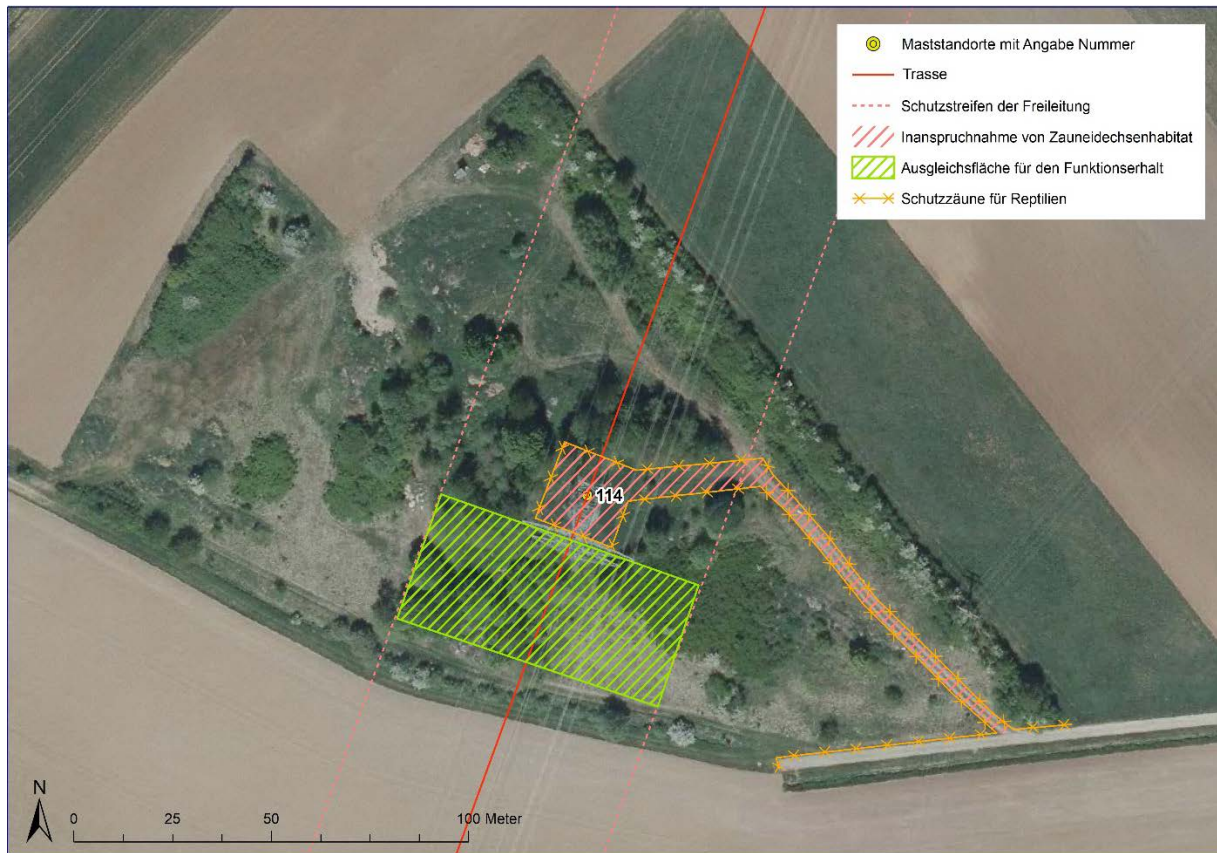 Maststandorte mit Angabe Nummer
Trasse
Schutzstreifen der Freileitung
Inanspruchnahme von Zauneidechsenhabitat
Ausgleichsfläche für den Funktionserhalt
Schutzzäune für Reptilien
114
N
0 25 50 100 Meter